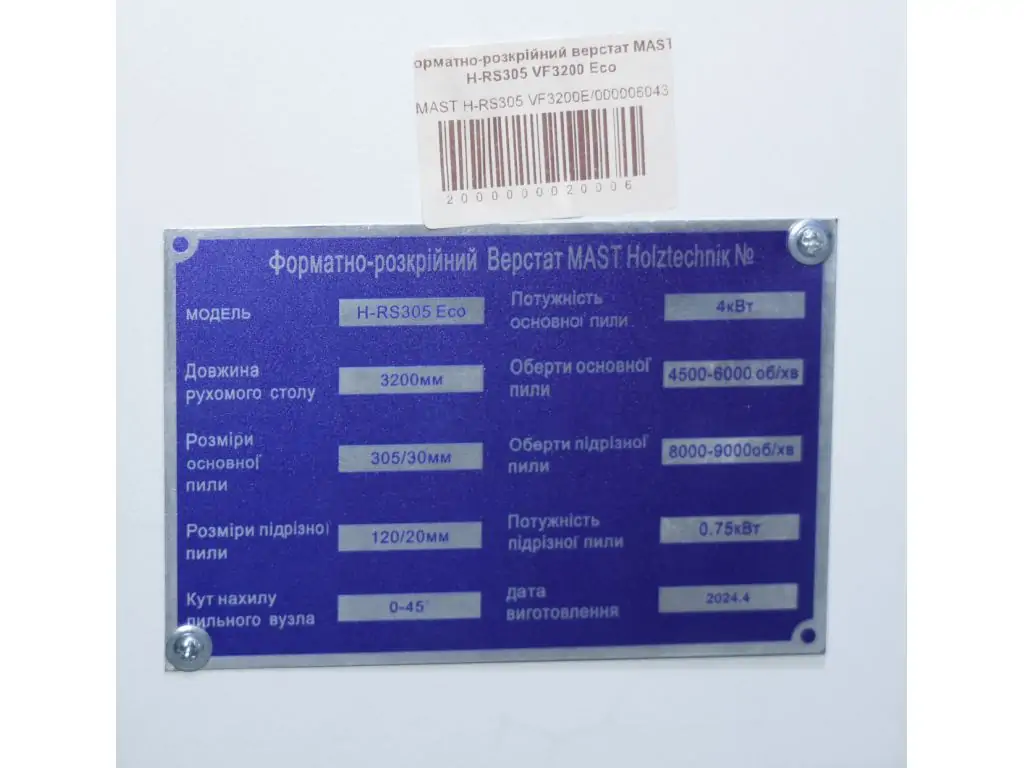 орматно-розкрійний верстат MAST
H-RS305 VF3200 Eco
MAST H-RS305 VF3200E/000006043
2000000020006
Форматно-розкрійний Верстат MAST Holztechnik №
МОДЕЛЬ
H-RS305 Eco
Довжина
рухомого столу
3200мм
Розміри
основної
пили
305/30мм
Розміри підрізної
пили
120/20мм
Кут нахилу
пильного вузла
0-45°
Потужність
основної пили
4кВт
Оберти основної
пили
4500-6000 об/хв
Оберти підрізної
пили
8000-9000об/хв
Потужність
підрізної пили
0.75кВт
дата
виготовлення
2024.4